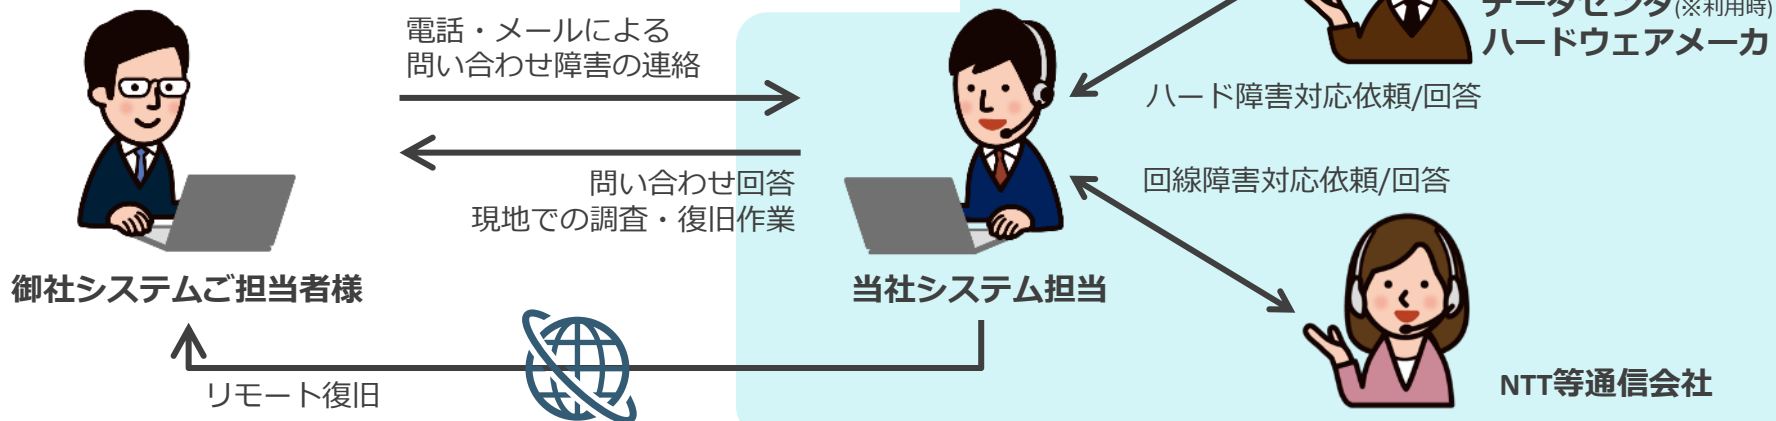 電話・メールによる
問い合わせ障害の連絡
問い合わせ回答
現地での調査・復旧作業
御社システムご担当者様
リモート復旧
当社システム担当
データセンタ(※利用時)
ハードウェアメーカ
ハード障害対応依頼/回答
回線障害対応依頼/回答
NTT等通信会社